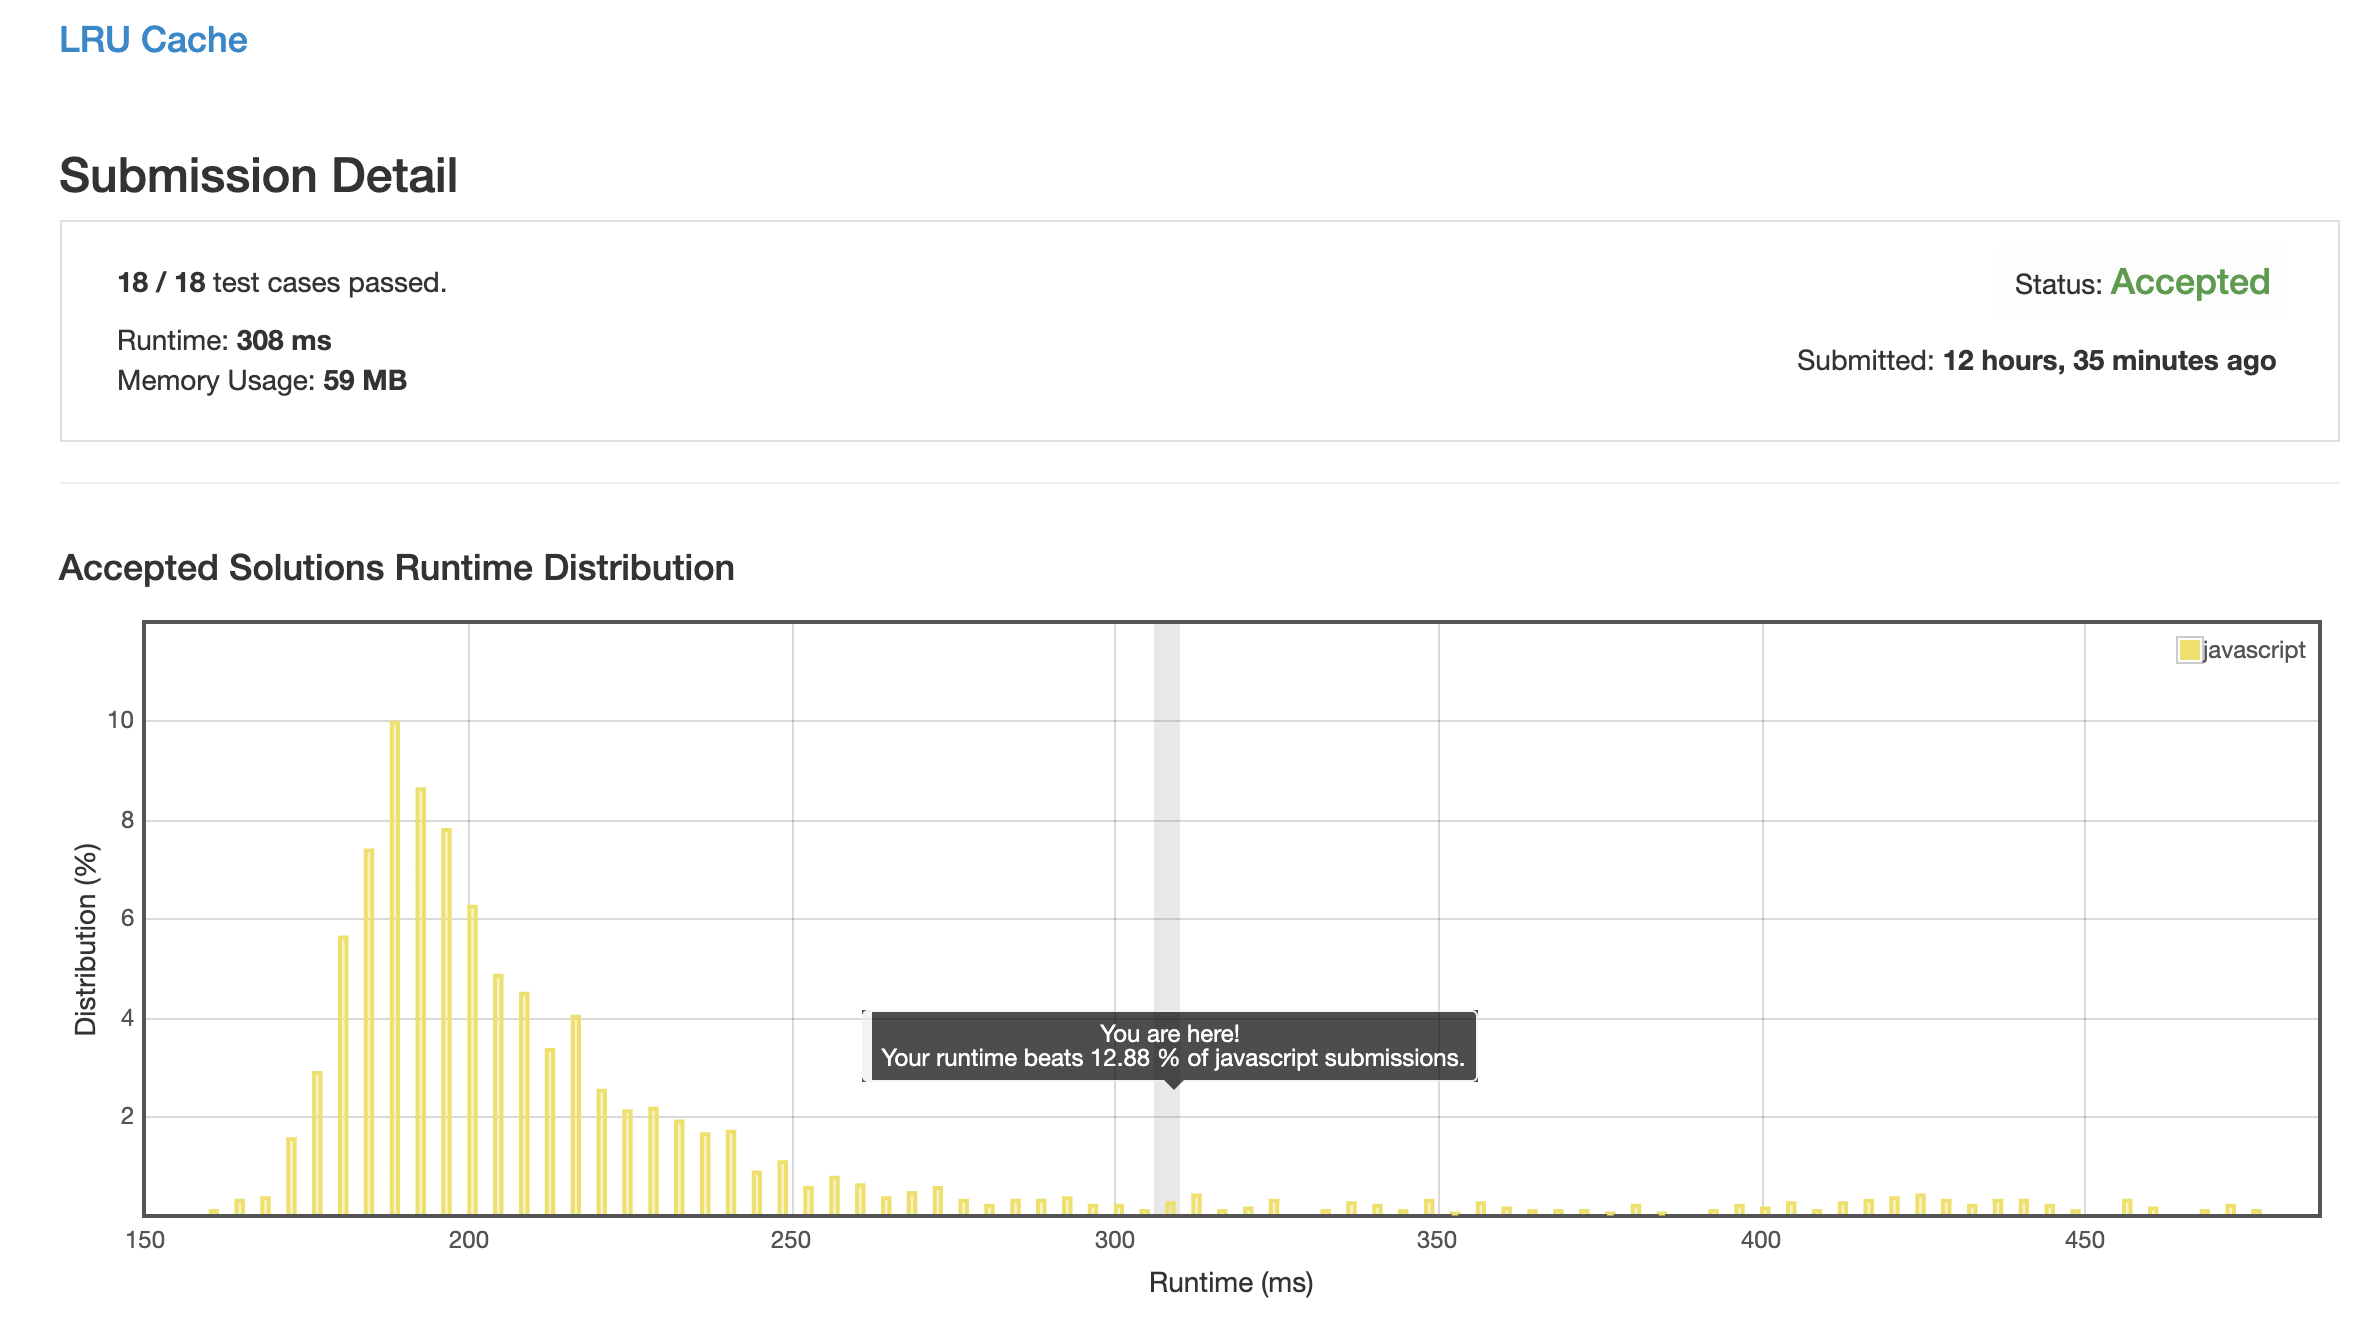 LRU Cache
Submission Detail
18 / 18 test cases passed.
Status: Accepted
Runtime: 308 ms
Memory Usage: 59 MB
Submitted: 12 hours, 35 minutes ago
Accepted Solutions Runtime Distribution
javascript
Distribution (%)
10
8
6
4
2
You are here!
Your runtime beats 12.88 % of javascript submissions.
150 200 250 300 350 400 450
Runtime (ms)